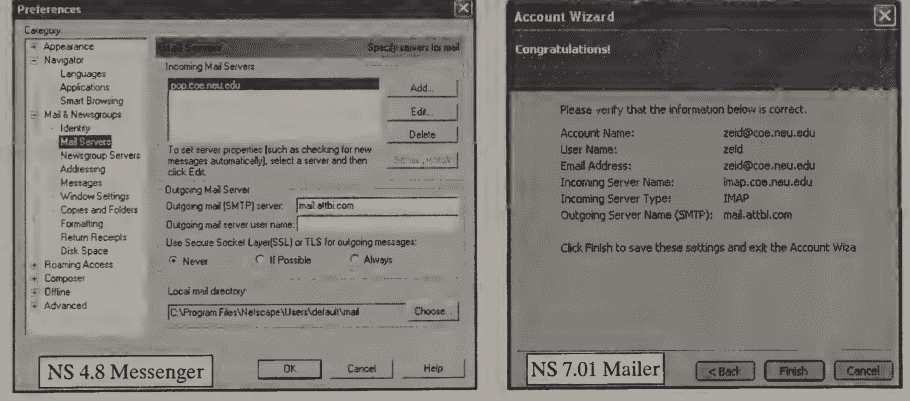 Preferences
Category:
Appearance
Navigator
Languages
Applications
Smart Browsing
Mail & Newsgroups
Identity
Mail Servers
Newsgroup Servers
Addressing
Messages
Window Settings
Copies and Folders
Formatting
Return Receipts
Disk Space
Roaming Access
Composer
Offline
Advanced
Mail Servers
Specify servers for mail
Incoming Mail Servers
pop.coe.neu.edu
Add...
Edit...
Delete
To set server properties (such as checking for new
messages automatically), select a server and then
click Edit.
Outgoing Mail Server
Outgoing mail (SMTP) server:
mail.attbi.com
Outgoing mail server user name:
Use Secure Socket Layer(SSL) or TLS for outgoing messages:
Never
If Possible
Always
Local mail directory:
C:\Program Files\Netscape\Users\default\mail
Choose...
OK
Cancel
Help
NS 4.8 Messenger
Account Wizard
Congratulations!
Please verify that the information below is correct.
Account Name: zeid@coe.neu.edu
User Name: zeid
Email Address: zeid@coe.neu.edu
Incoming Server Name: imap.coe.neu.edu
Incoming Server Type: IMAP
Outgoing Server Name (SMTP): mail.attbi.com
Click Finish to save these settings and exit the Account Wiza
< Back
Finish
Cancel
NS 7.01 Mailer